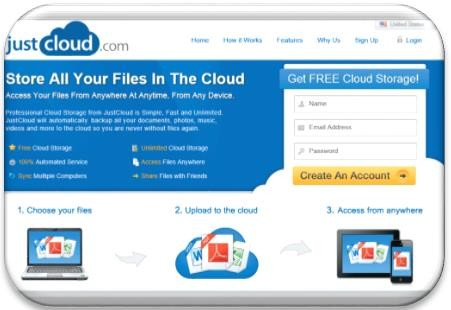 United States
justcloud.com
Home How it Works Features Why Us Sign Up Login
Store All Your Files In The Cloud
Access Your Files From Anywhere At Anytime. From Any Device.
Professional Cloud Storage from JustCloud is Simple, Fast and Unlimited.
JustCloud will automatically backup all your documents, photos, music,
videos and more to the cloud so you are never without files again.
Free Cloud Storage Unlimited Cloud Storage
100% Automated Service Access Files Anywhere
Sync Multiple Computers Share Files with Friends
Get FREE Cloud Storage!
Name
Email Address
Password
Create An Account
1. Choose your files 2. Upload to the cloud 3. Access from anywhere